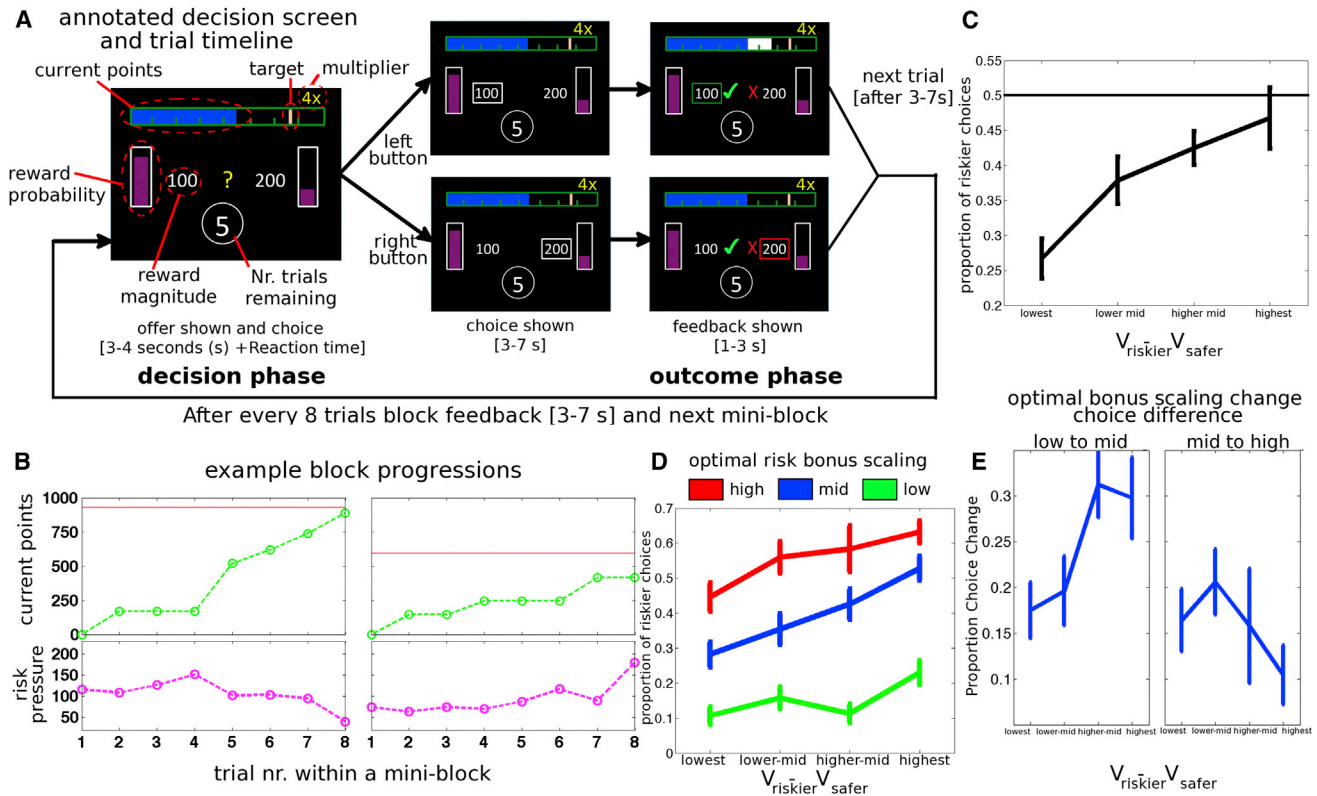 A
annotated decision screen
and trial timeline
current points
target
multiplier
4x
reward
probability
100
?
200
5
reward
magnitude
Nr. trials
remaining
offer shown and choice
[3-4 seconds (s) +Reaction time]
decision phase
left
button
right
button
4x
100
200
5
4x
100
200
5
choice shown
[3-7 s]
4x
100 ✓ X 200
5
4x
100 ✓ X 200
5
feedback shown
[1-3 s]
outcome phase
next trial
[after 3-7s]
After every 8 trials block feedback [3-7 s] and next mini-block
C
proportion of riskier choices
0.55
0.5
0.45
0.4
0.35
0.3
0.25
0.2
lowest
lower mid
higher mid
highest
Vriskier-Vsafer
B
example block progressions
current points
1000
750
500
250
0
risk
pressure
200
150
100
50
1 2 3 4 5 6 7 8
1 2 3 4 5 6 7 8
trial nr. within a mini-block
D
optimal risk bonus scaling
high
mid
low
proportion of riskier choices
0.7
0.6
0.5
0.4
0.3
0.2
0.1
0
lowest
lower-mid
higher-mid
highest
Vriskier-Vsafer
optimal bonus scaling change
choice difference
E
low to mid
mid to high
Proportion Choice Change
0.3
0.25
0.2
0.15
0.1
lowest
lower-mid
higher-mid
highest
lowest
lower-mid
higher-mid
highest
Vriskier-Vsafer